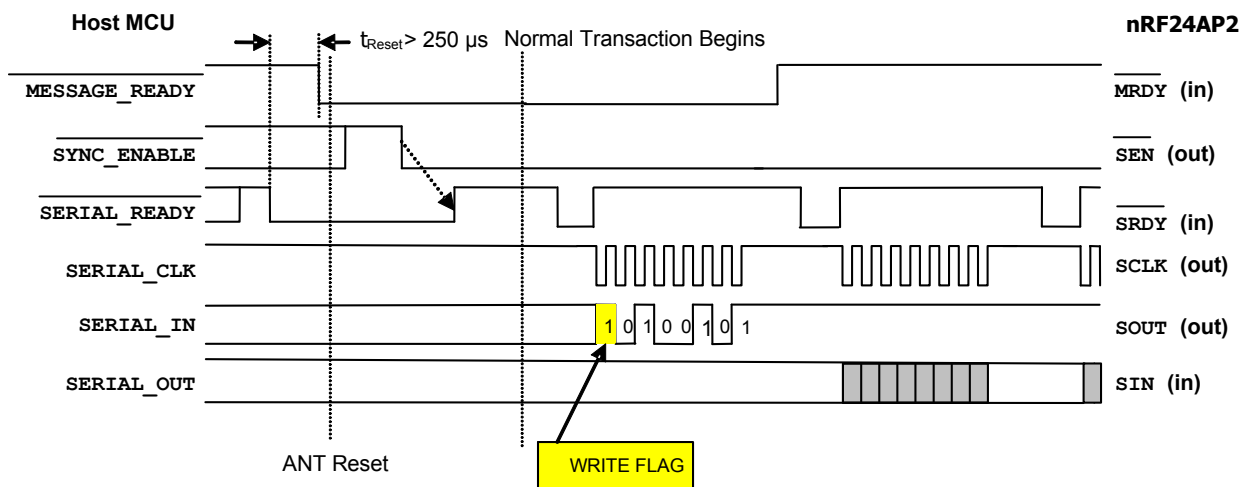 Host MCU
nRF24AP2
tReset> 250 µs Normal Transaction Begins
MESSAGE_READY
MRDY (in)
SYNC_ENABLE
SEN (out)
SERIAL_READY
SRDY (in)
SERIAL_CLK
SCLK (out)
SERIAL_IN
1 0 1 0 0 1 0 1
SOUT (out)
SERIAL_OUT
SIN (in)
ANT Reset
WRITE FLAG